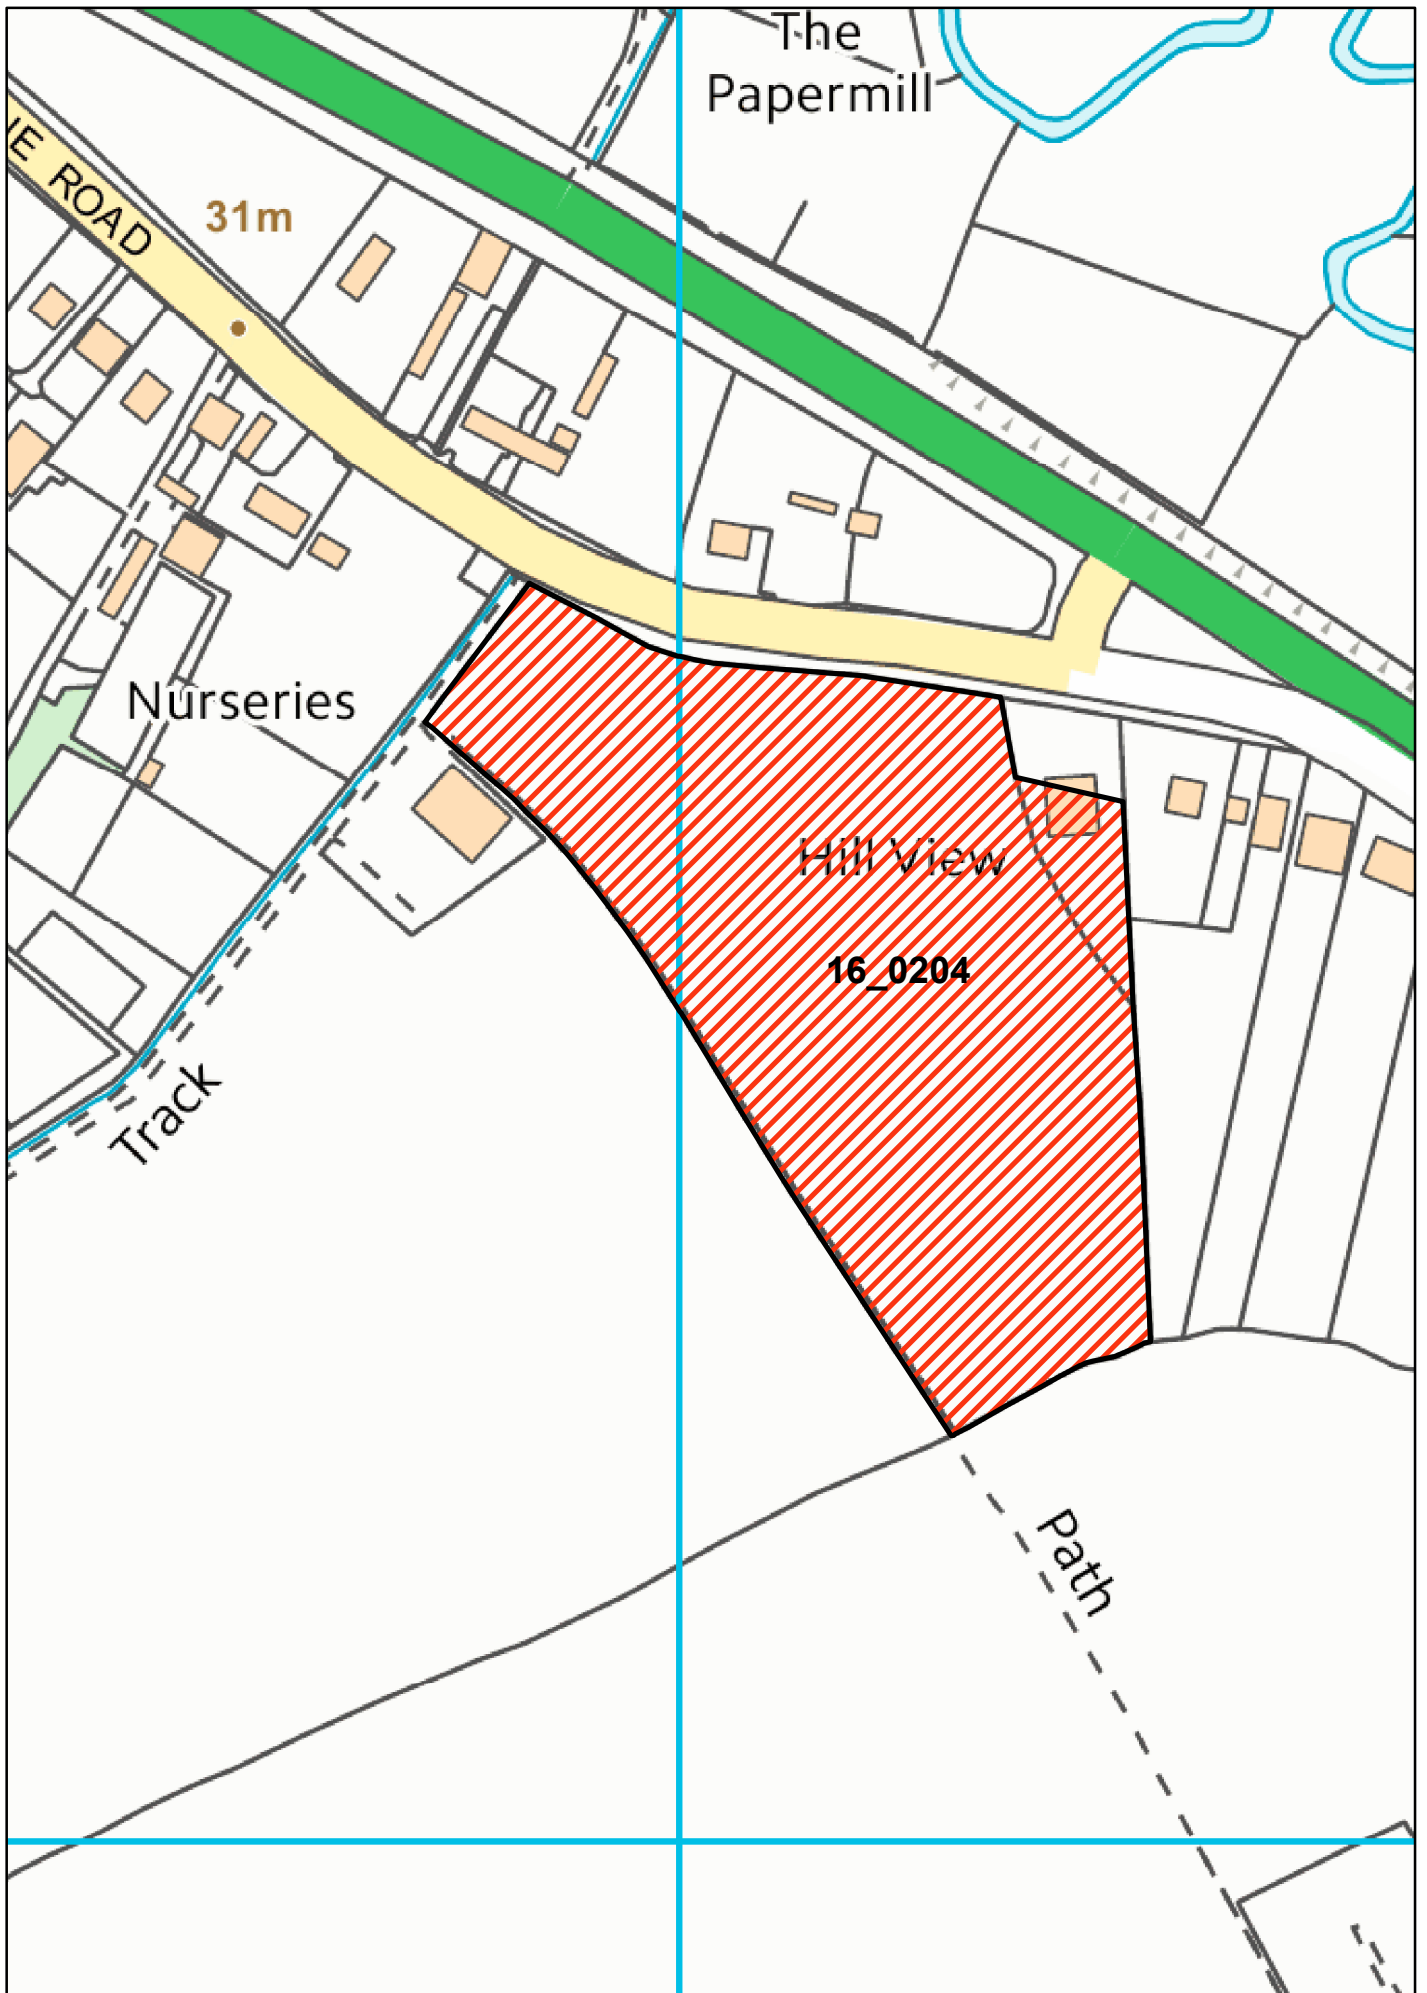 The
Papermill
ROAD
31m
Nurseries
Hill View
16_0204
Track
Path